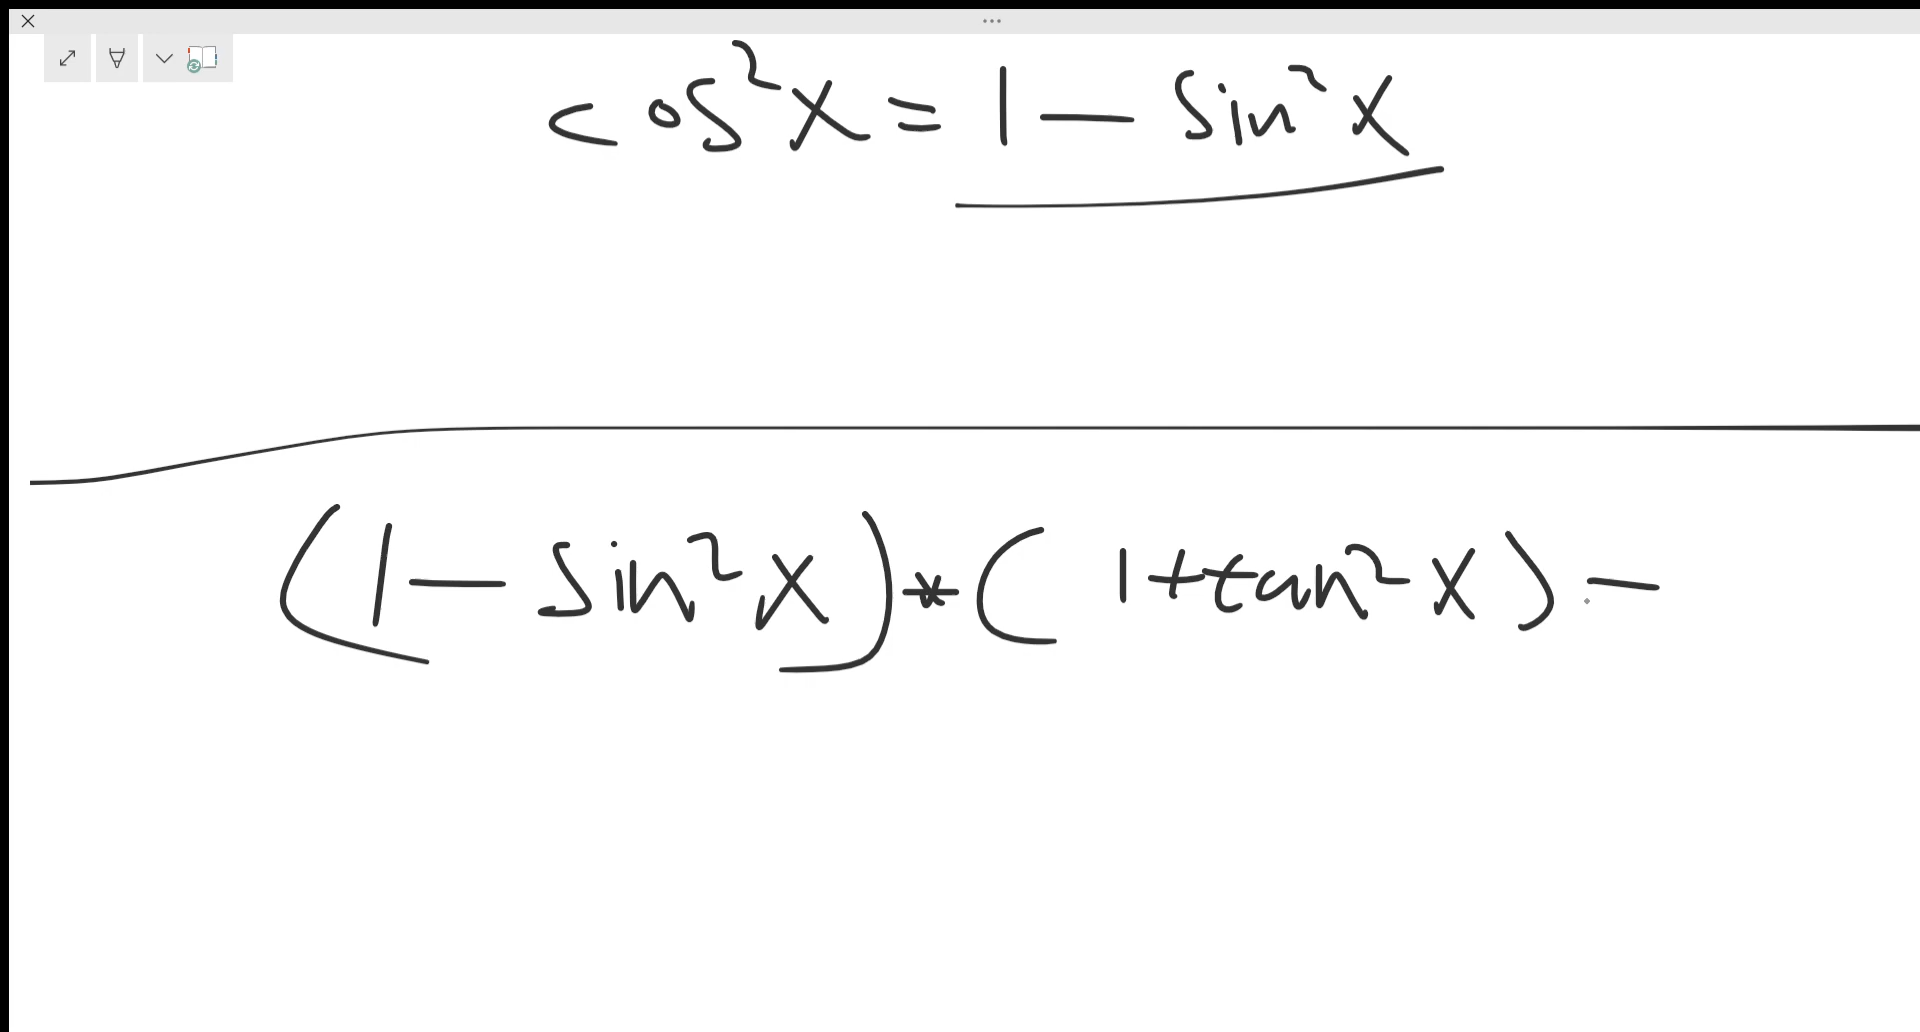 cos²x = 1 - sin²x
(1 - sin²x) * (1 + tan²x) -